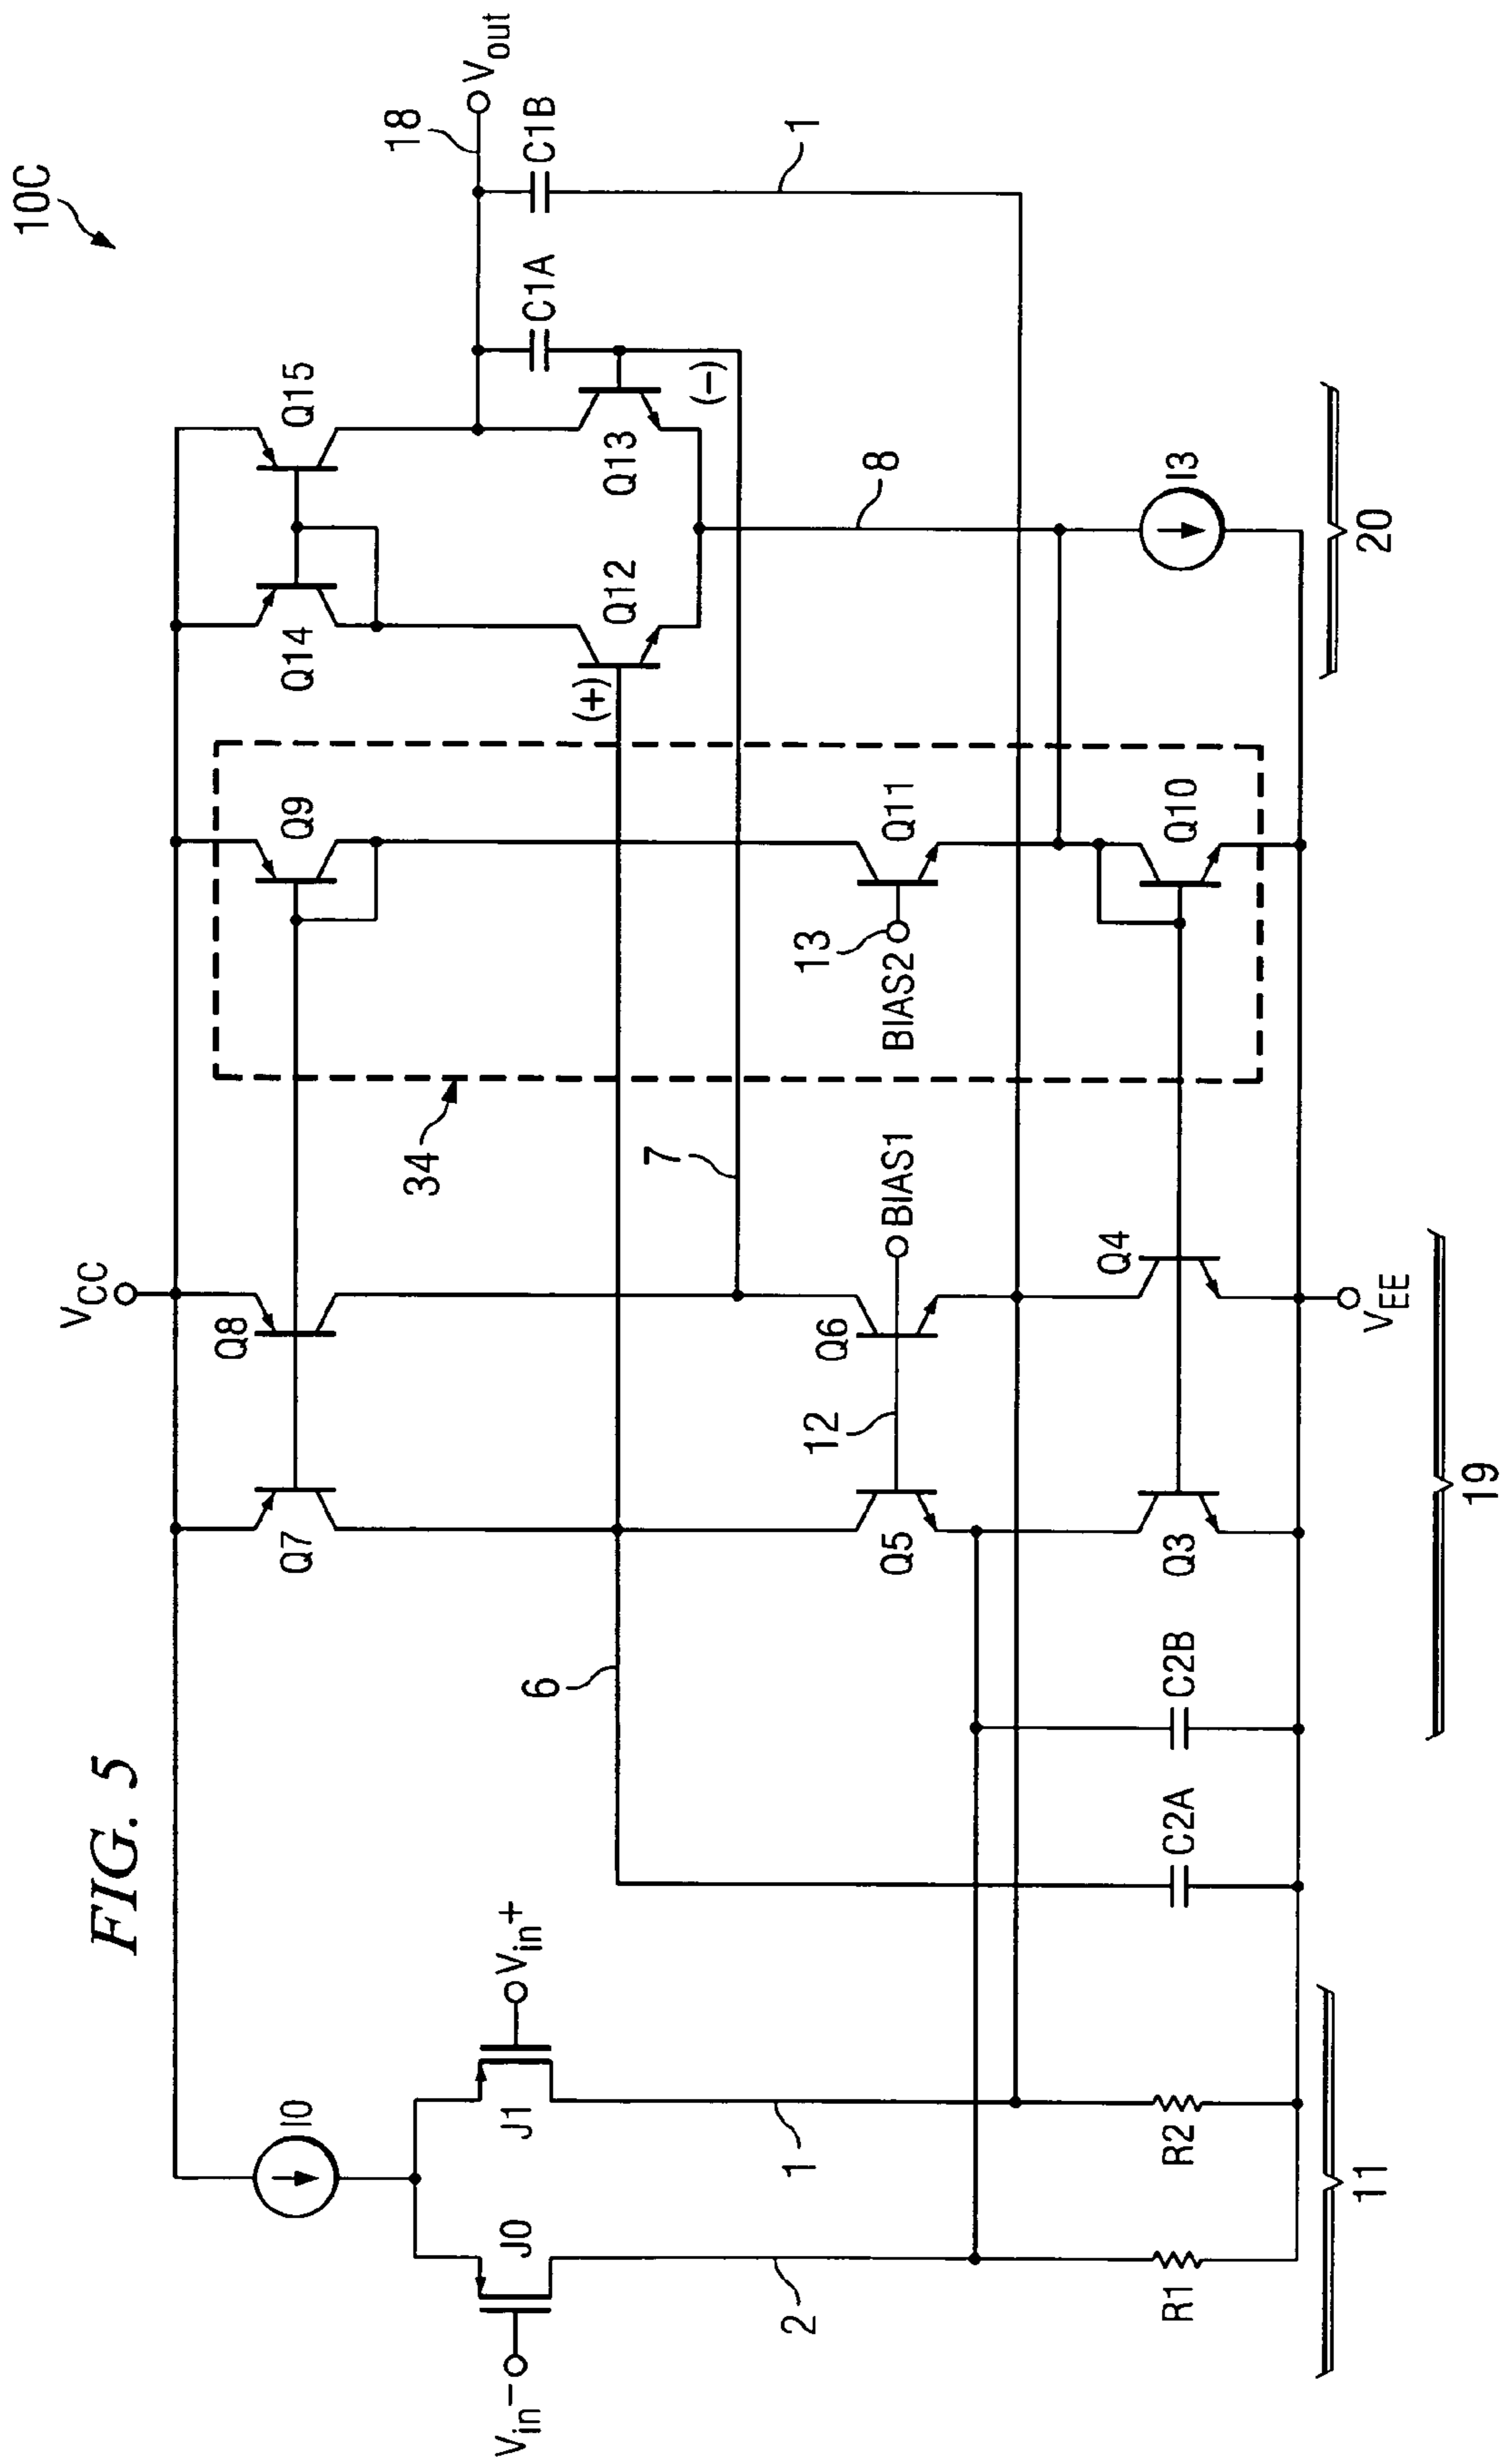 FIG. 5
10C
VCC
I0
Q7
Q8
Q9
Q14
Q15
34
18
Vout
C1A
C1B
Vin−
J0
J1
Vin+
6
(+)
Q12
Q13
(−)
7
2
1
12
BIAS1
13
BIAS2
8
1
Q5
Q6
Q11
R1
R2
C2A
C2B
Q3
Q4
Q10
I3
VEE
11
19
20